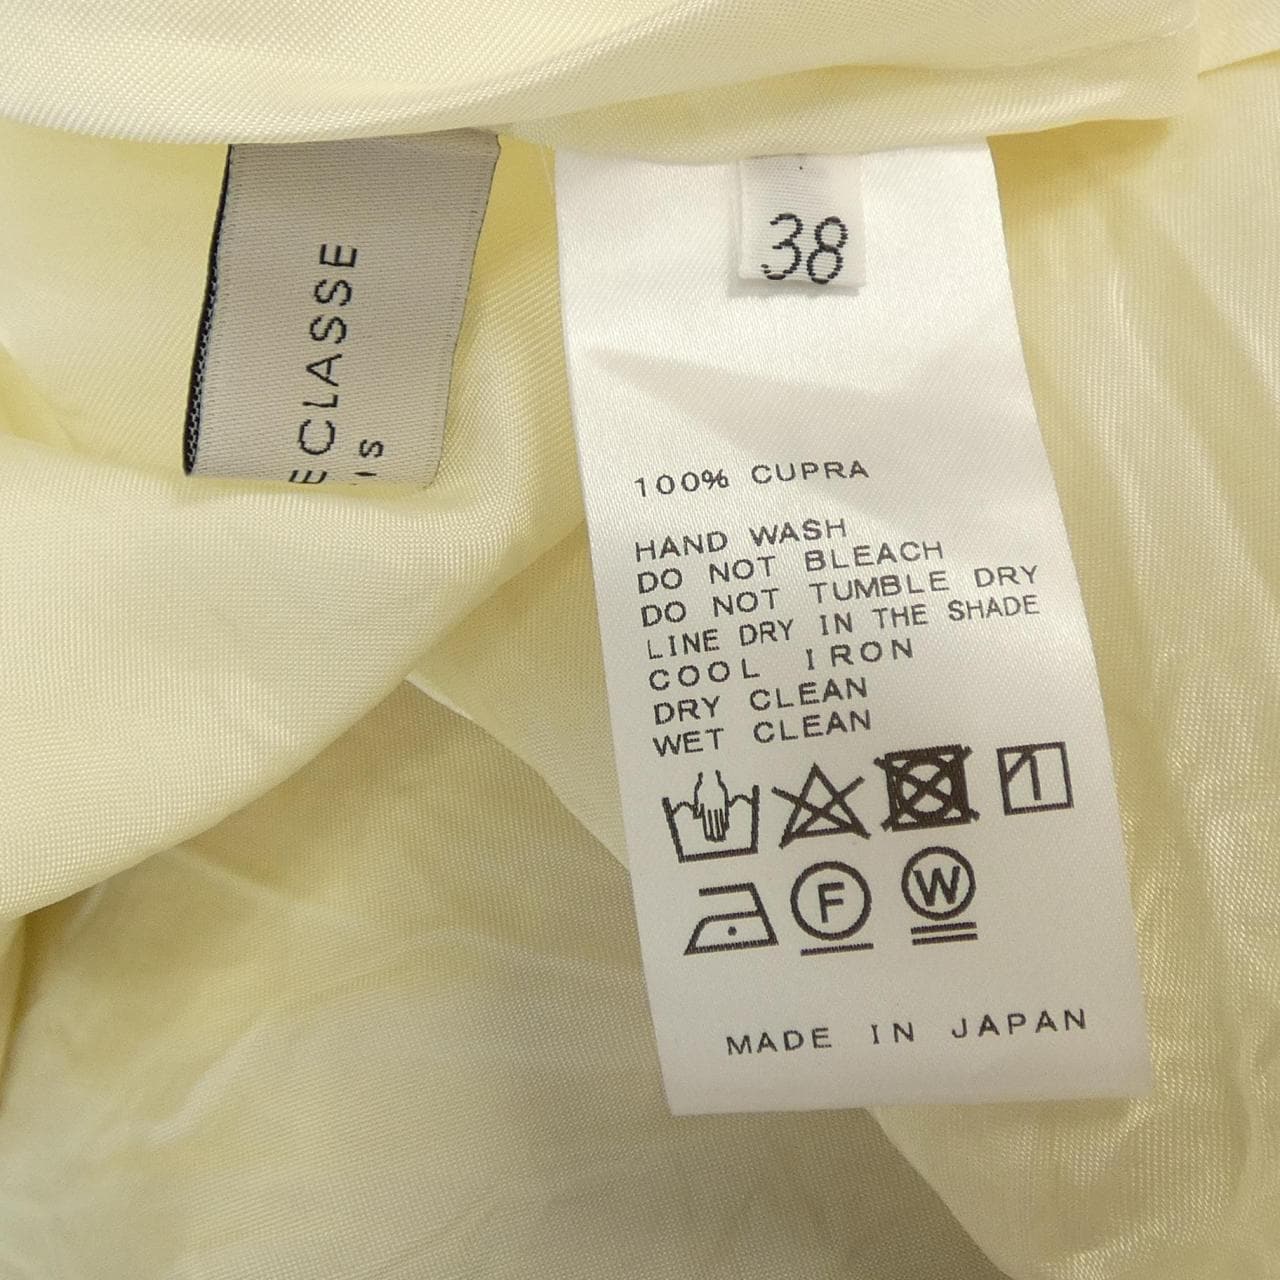 ECLASSE
is
38
100% CUPRA
HAND WASH
DO NOT BLEACH
DO NOT TUMBLE DRY
LINE DRY IN THE SHADE
COOL IRON
DRY CLEAN
WET CLEAN
F
W
MADE IN JAPAN